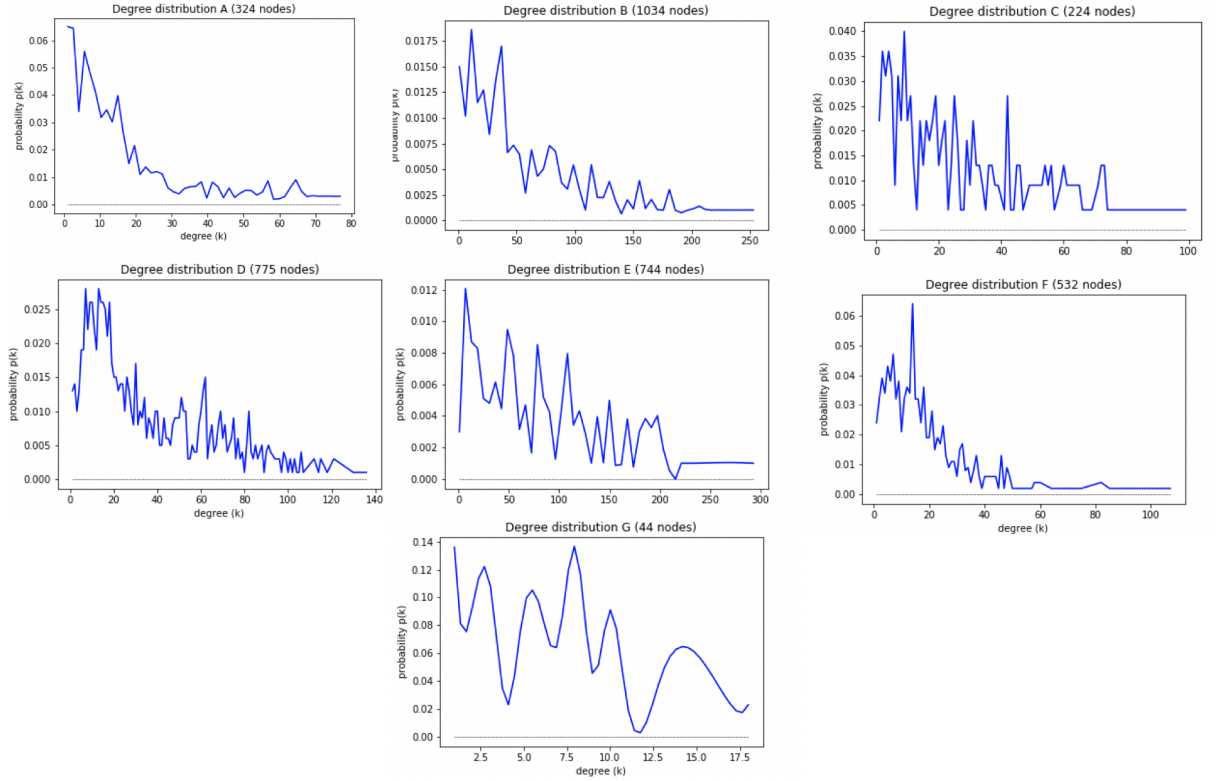 Degree distribution A (324 nodes)
probability p(k)
0.06
0.05
0.04
0.03
0.02
0.01
0.00
0 10 20 30 40 50 60 70 80
degree (k)
Degree distribution B (1034 nodes)
probability p(k)
0.0175
0.0150
0.0125
0.0100
0.0075
0.0050
0.0025
0.0000
0 50 100 150 200 250
Degree distribution C (224 nodes)
probability p(k)
0.040
0.035
0.030
0.025
0.020
0.015
0.010
0.005
0.000
0 20 40 60 80 100
Degree distribution D (775 nodes)
probability p(k)
0.025
0.020
0.015
0.010
0.005
0.000
0 20 40 60 80 100 120 140
degree (k)
Degree distribution E (744 nodes)
probability p(k)
0.012
0.010
0.008
0.006
0.004
0.002
0.000
0 50 100 150 200 250 300
Degree distribution F (532 nodes)
probability p(k)
0.06
0.05
0.04
0.03
0.02
0.01
0.00
0 20 40 60 80 100
Degree distribution G (44 nodes)
probability p(k)
0.14
0.12
0.10
0.08
0.06
0.04
0.02
0.00
2.5 5.0 7.5 10.0 12.5 15.0 17.5
degree (k)